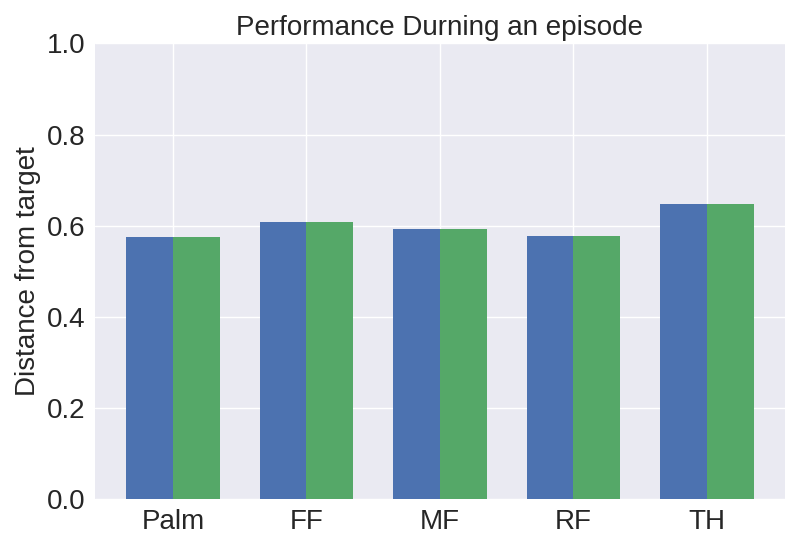 Performance Durning an episode
1.0
0.8
0.6
0.4
0.2
0.0
Distance from target
Palm FF MF RF TH